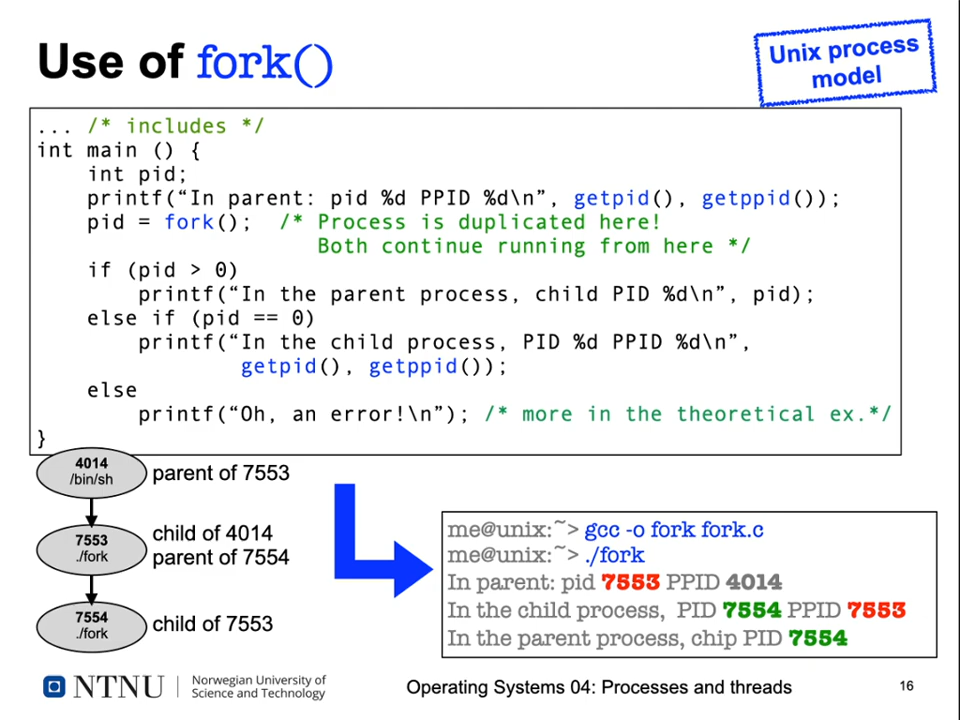 Use of fork()
Unix process
model
... /* includes */
int main () {
int pid;
printf(“In parent: pid %d PPID %d\n”, getpid(), getppid());
pid = fork(); /* Process is duplicated here!
Both continue running from here */
if (pid > 0)
printf(“In the parent process, child PID %d\n”, pid);
else if (pid == 0)
printf(“In the child process, PID %d PPID %d\n”,
getpid(), getppid());
else
printf(“Oh, an error!\n”); /* more in the theoretical ex.*/
}
4014
/bin/sh
parent of 7553
7553
./fork
child of 4014
parent of 7554
7554
./fork
child of 7553
me@unix:~> gcc -o fork fork.c
me@unix:~> ./fork
In parent: pid 7553 PPID 4014
In the child process, PID 7554 PPID 7553
In the parent process, chip PID 7554
NTNU
Norwegian University of
Science and Technology
Operating Systems 04: Processes and threads
16